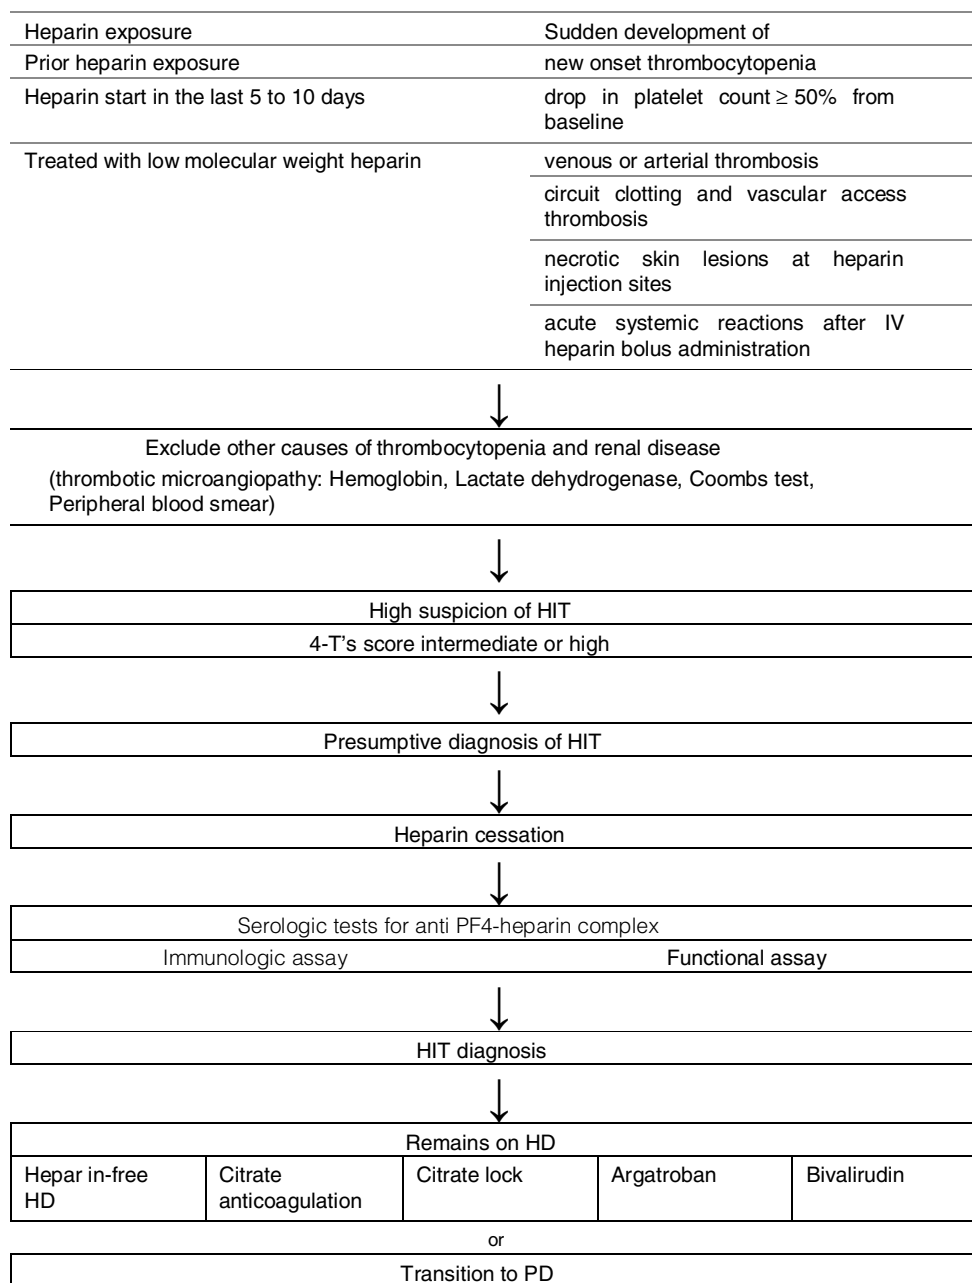 Heparin exposure
Sudden development of
Prior heparin exposure
new onset thrombocytopenia
Heparin start in the last 5 to 10 days
drop in platelet count ≥ 50% from
baseline
Treated with low molecular weight heparin
venous or arterial thrombosis
circuit clotting and vascular access
thrombosis
necrotic skin lesions at heparin
injection sites
acute systemic reactions after IV
heparin bolus administration
Exclude other causes of thrombocytopenia and renal disease
(thrombotic microangiopathy: Hemoglobin, Lactate dehydrogenase, Coombs test,
Peripheral blood smear)
High suspicion of HIT
4-T's score intermediate or high
Presumptive diagnosis of HIT
Heparin cessation
Serologic tests for anti PF4-heparin complex
Immunologic assay
Functional assay
HIT diagnosis
Remains on HD
Hepar in-free
HD
Citrate
anticoagulation
Citrate lock
Argatroban
Bivalirudin
or
Transition to PD